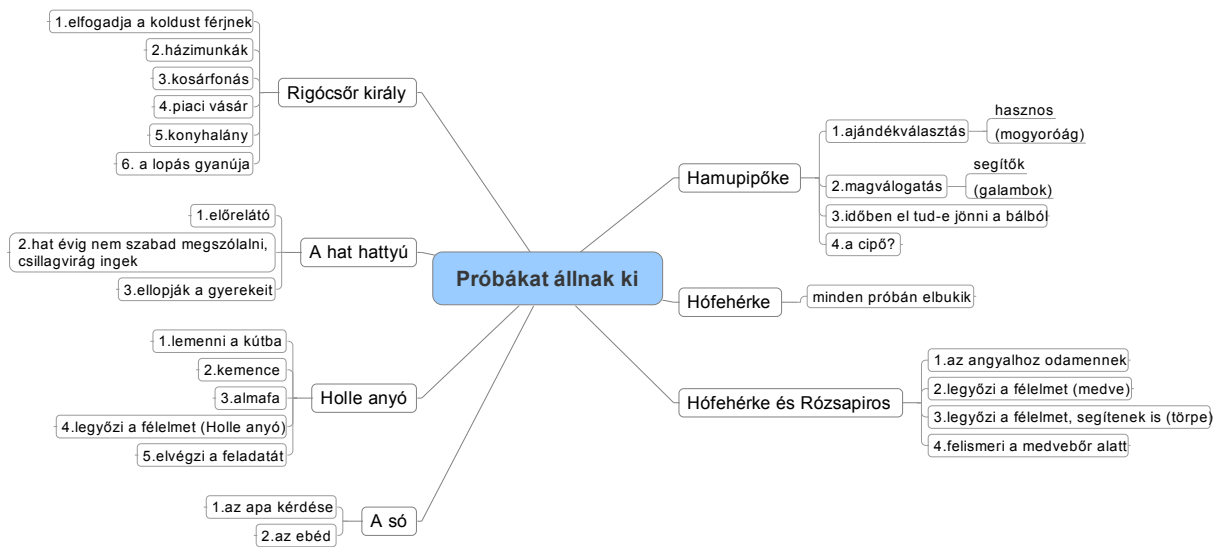 Próbákat állnak ki
Rigócsőr király
1.elfogadja a koldust férjnek
2.házimunkák
3.kosárfonás
4.piaci vásár
5.konyhalány
6. a lopás gyanúja
A hat hattyú
1.előrelátó
2.hat évig nem szabad megszólalni,
csillagvirág ingek
3.ellopják a gyerekeit
Holle anyó
1.lemenni a kútba
2.kemence
3.almafa
4.legyőzi a félelmet (Holle anyó)
5.elvégzi a feladatát
A só
1.az apa kérdése
2.az ebéd
Hamupipőke
1.ajándékválasztás
hasznos
(mogyoróág)
2.magválogatás
segítők
(galambok)
3.időben el tud-e jönni a bálból
4.a cipő?
Hófehérke
minden próbán elbukik
Hófehérke és Rózsapiros
1.az angyalhoz odamennek
2.legyőzi a félelmet (medve)
3.legyőzi a félelmet, segítenek is (törpe)
4.felismeri a medvebőr alatt